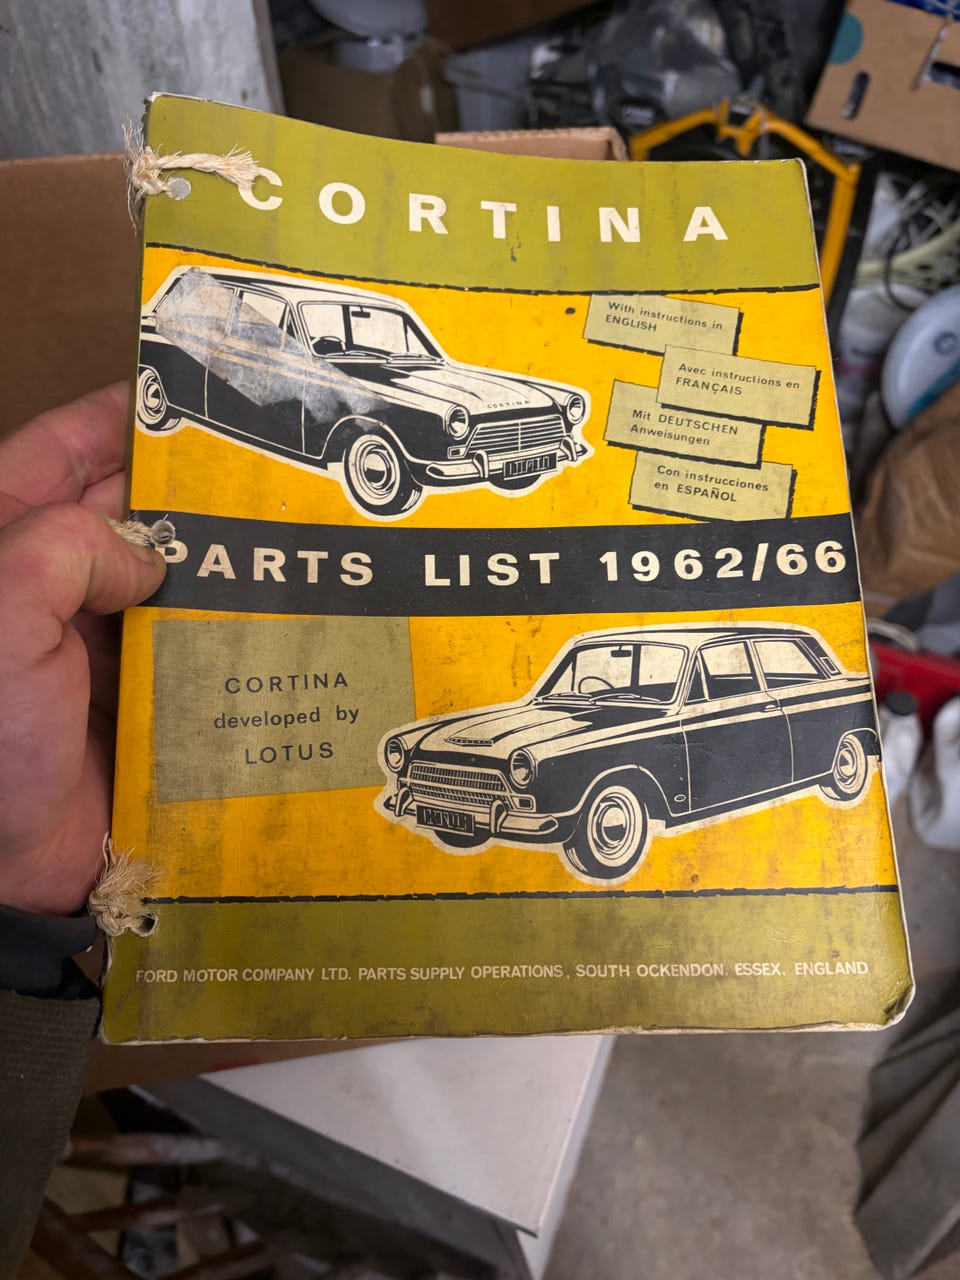 CORTINA
With instructions in
ENGLISH
Avec instructions en
FRANÇAIS
Mit DEUTSCHEN
Anweisungen
Con instrucciones
en ESPAÑOL
CORTINA
PARTS LIST 1962/66
CORTINA
developed by
LOTUS
FORD MOTOR COMPANY LTD. PARTS SUPPLY OPERATIONS, SOUTH OCKENDON, ESSEX, ENGLAND